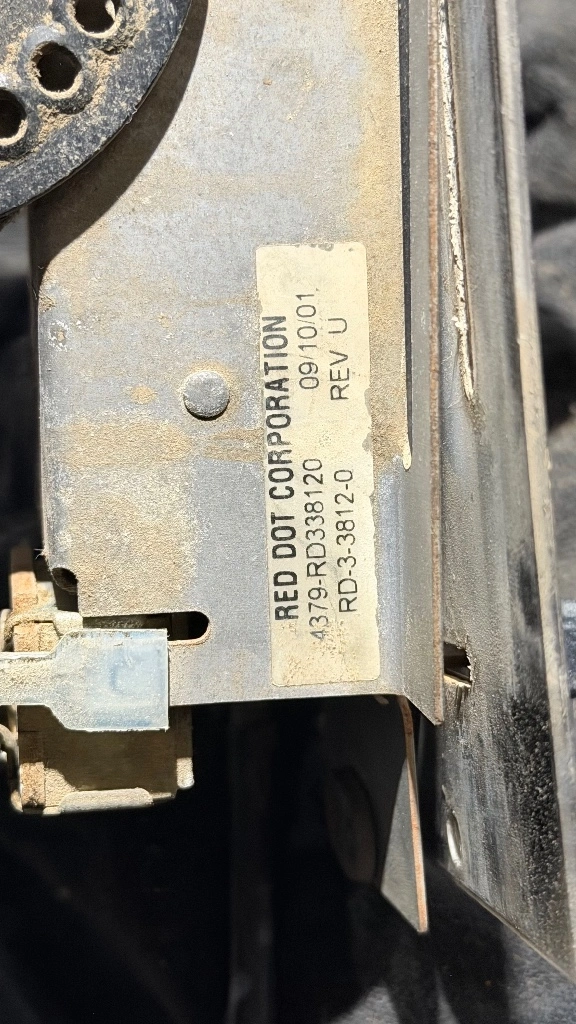 RED DOT CORPORATION
4379-RD338120 09/10/01
RD-3-3812-0 REV U